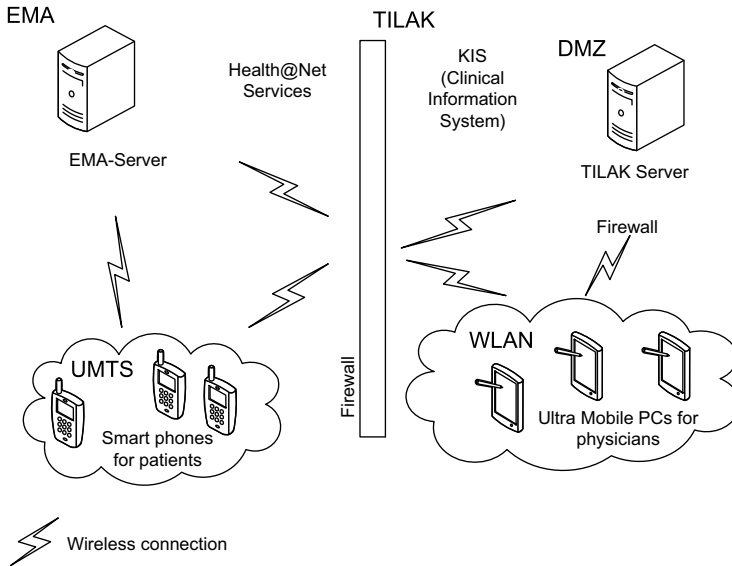 EMA
TILAK
DMZ
Health@Net
Services
KIS
(Clinical
Information
System)
EMA-Server
TILAK Server
Firewall
Firewall
UMTS
Smart phones
for patients
WLAN
Ultra Mobile PCs for
physicians
Wireless connection